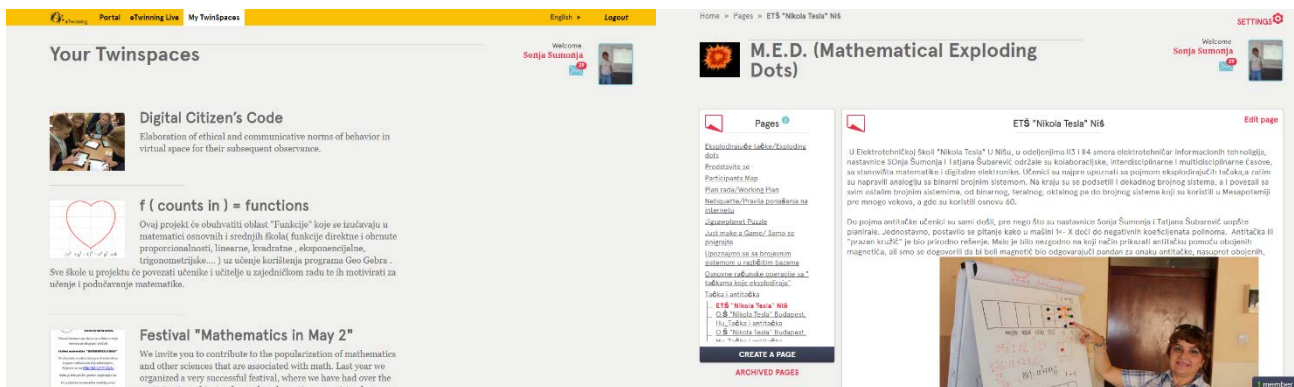 eTwinning Portal eTwinning Live My TwinSpaces English Logout
Your Twinspaces
Welcome
Sonja Sumonja
29
Digital Citizen's Code
Elaboration of ethical and communicative norms of behavior in
virtual space for their subsequent observance.
f ( counts in ) = functions
Ovaj projekt će obuhvatiti oblast "Funkcije" koje se izučavaju u
matematici osnovnih i srednjih škola( funkcije direktne i obrnute
proporcionalnosti, linearne, kvadratne , eksponencijalne,
trigonometrijske.... ) uz učenje korištenja programa Geo Gebra .
Sve škole u projektu će povezati učenike i učitelje u zajedničkom radu te ih motivirati za
učenje i podučavanje matematike.
Festival "Mathematics in May 2"
We invite you to contribute to the popularization of mathematics
and other sciences that are associated with math. Last year we
organized a very successful festival, where we have had over the
Home » Pages » ETŠ "Nikola Tesla" Niš
SETTINGS
M.E.D. (Mathematical Exploding
Dots)
Welcome
Sonja Sumonja
29
Pages
Eksplodirajuće tačke/Exploding
dots
Predstavite se
Participants Map
Plan rada/Working Plan
Netiquette/Pravila ponašanja na
internetu
Jigsawplanet Puzzle
Just make a Game/ Samo se
poigrajte
Upoznajmo se sa brojevnim
sistemom u različitim bazama
Osnovne računske operacije sa "
tačkama koje eksplodiraju"
Tačka i antitačka
ETŠ "Nikola Tesla" Niš
O.Š "Nikola Tesla" Budapest,
Hu_Tačka i antitačka
O Š "Nikola Tesla" Budapest,
Hu_Tačka i antitačka
CREATE A PAGE
ARCHIVED PAGES
ETŠ "Nikola Tesla" Niš
Edit page
U Elektrotehničkoj školi "Nikola Tesla" U Nišu, u odeljenjima II3 i II4 smera elektrotehničar informacionih tehnologija,
nastavnice SOnja Šumonja i Tatjana Šubarević održale su kolaboracijske, interdisciplinarne i multidisciplinarne časove,
sa stanovišta matematike i digitalne elektronike. Učenici su najpre upoznati sa pojmom eksplodirajućih tačaka,a zatim
su napravili analogiju sa binarni brojnim sistemom. Na kraju su se podsetili i dekadnog brojnog sistema, a i povezali sa
svim ostalim brojnim sistemima, od binarnog, ternarnog, oktalnog pa do brojnog sistema koji su koristili u Mesapotamiji
pre mnogo vekova, a gde su koristili osnovu 60.
Do pojma antitačke učenici su sami došli, pre nego što su nastavnice Sonja Šumonja i Tatjana Šubarević uopšte
planirale. Jednostavno, postavilo se pitanje kako u mašini 1<- X doći do negativnih koeficijenata polinoma. Antitačka ili
"prazan kružić" je bio prirodno rešenje. Malo je bilo nezgodno na koji način prikazati antitačku pomoću obojenih
magnetića, ali smo se dogovorili da bi beli magnetić bio odgovarajući pandan za onaku antitačke, nasuprot obojenih,
1 member